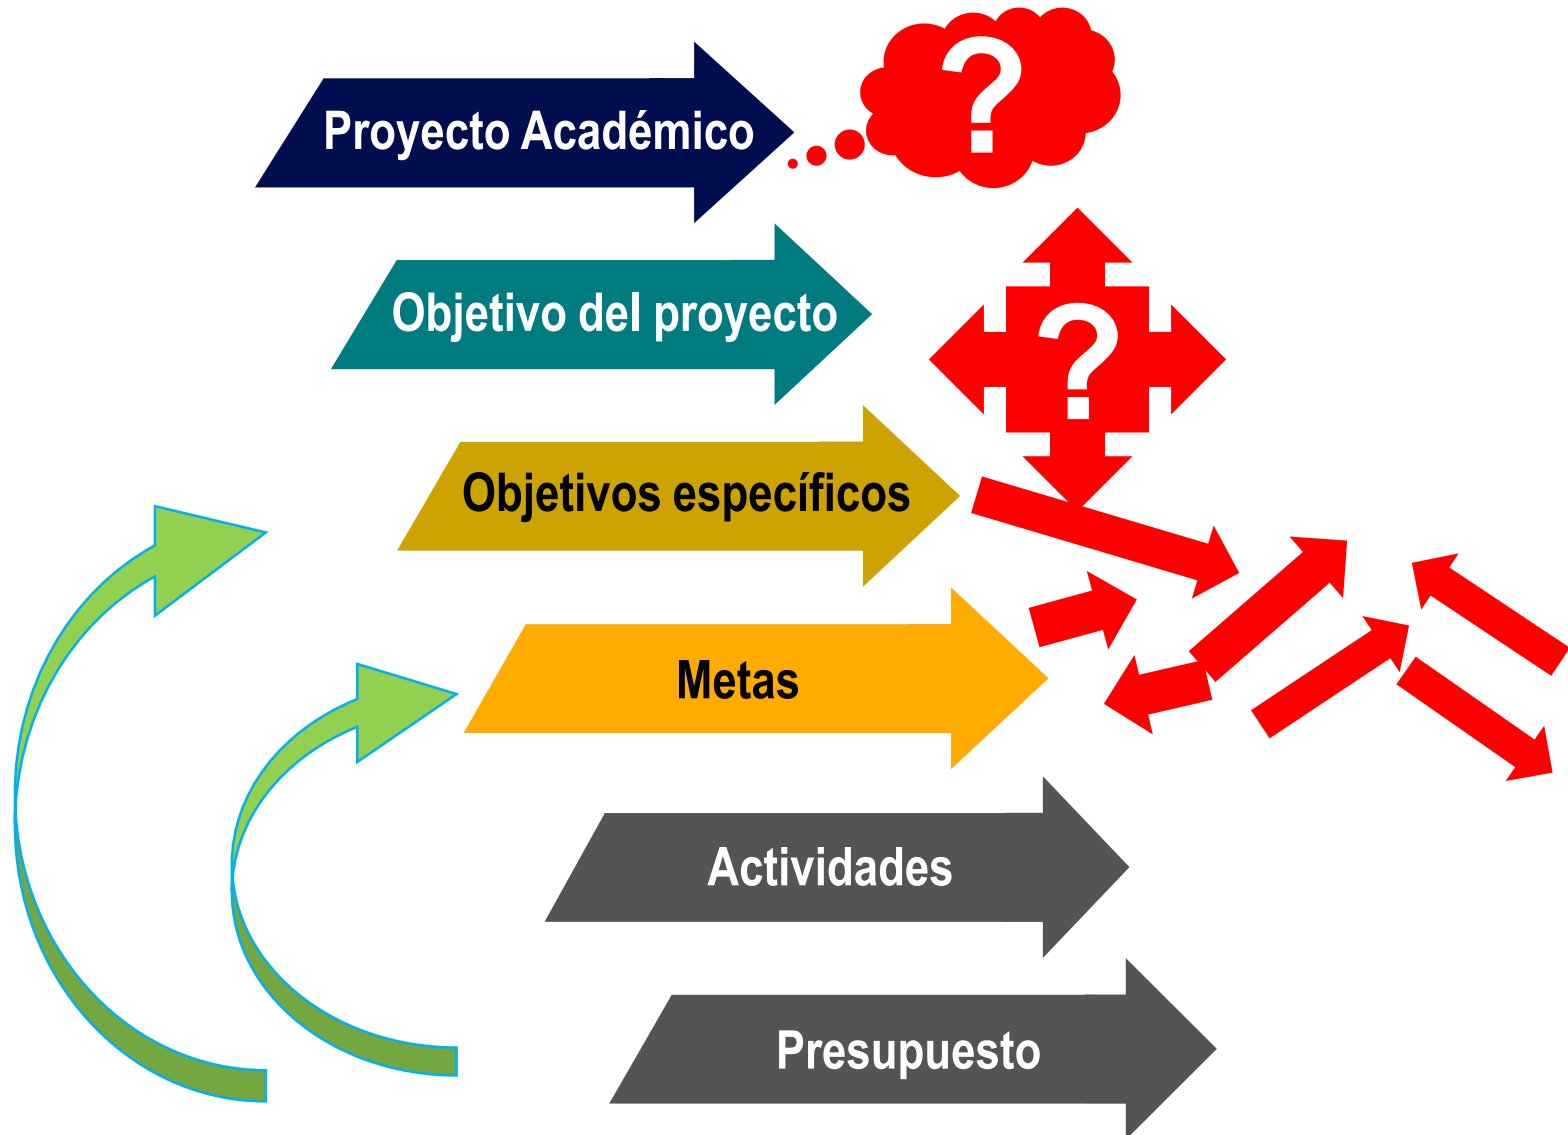 Proyecto Académico
?
Objetivo del proyecto
?
Objetivos específicos
Metas
Actividades
Presupuesto